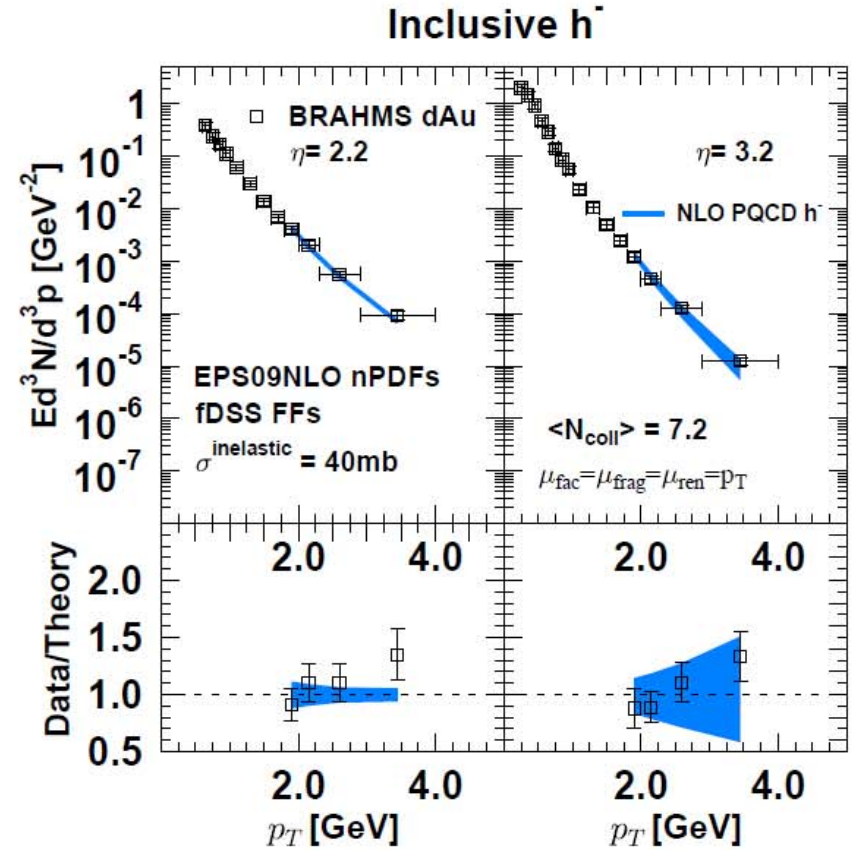 Inclusive h⁻
Ed³N/d³p [GeV⁻²]
1
10⁻¹
10⁻²
10⁻³
10⁻⁴
10⁻⁵
10⁻⁶
10⁻⁷
BRAHMS dAu
η= 2.2
EPS09NLO nPDFs
fDSS FFs
σ^inelastic = 40mb
η= 3.2
NLO PQCD h⁻
<N_coll> = 7.2
μ_fac=μ_frag=μ_ren=p_T
2.0 4.0 2.0 4.0
Data/Theory
2.0
1.5
1.0
0.5
2.0 4.0 2.0 4.0
p_T [GeV] p_T [GeV]